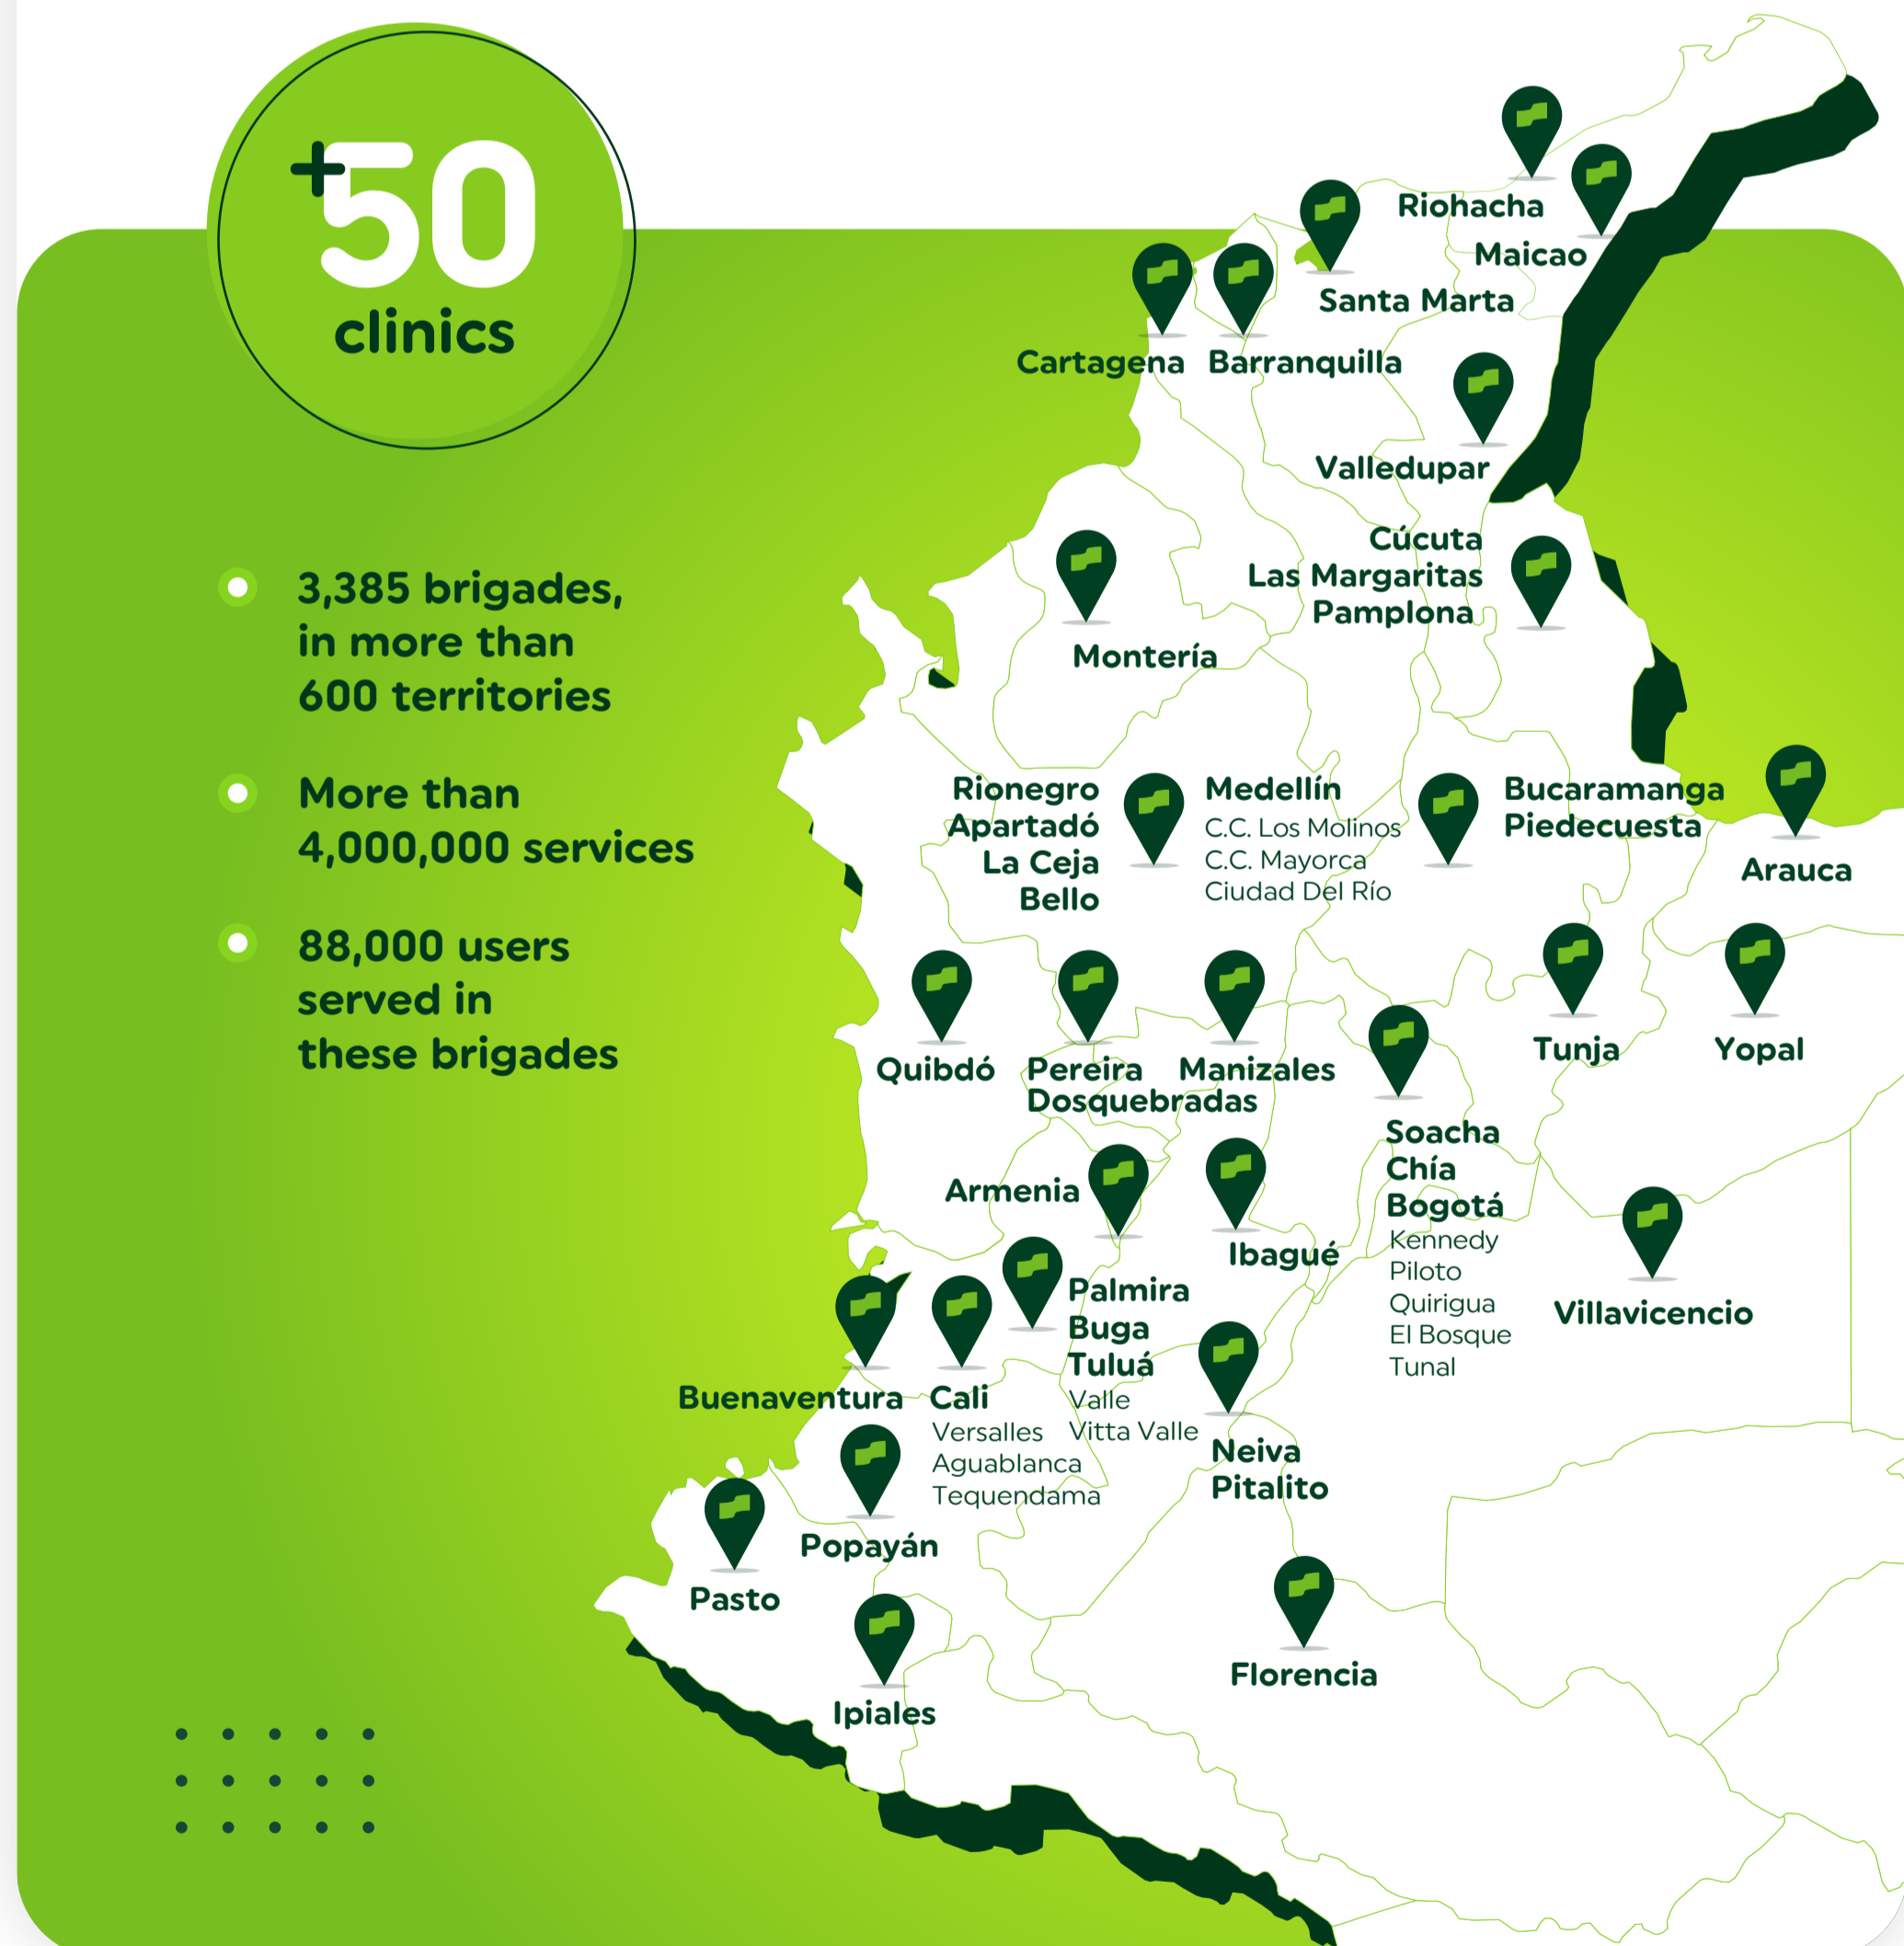 +50
clinics
3,385 brigades,
in more than
600 territories
More than
4,000,000 services
88,000 users
served in
these brigades
Riohacha
Maicao
Santa Marta
Cartagena
Barranquilla
Valledupar
Cúcuta
Las Margaritas
Pamplona
Montería
Rionegro
Apartadó
La Ceja
Bello
Medellín
C.C. Los Molinos
C.C. Mayorca
Ciudad Del Río
Bucaramanga
Piedecuesta
Arauca
Quibdó
Pereira
Dosquebradas
Manizales
Tunja
Yopal
Soacha
Chía
Bogotá
Kennedy
Piloto
Quirigua
El Bosque
Tunal
Armenia
Ibagué
Villavicencio
Palmira
Buga
Tuluá
Valle
Vitta Valle
Buenaventura
Cali
Versalles
Aguablanca
Tequendama
Neiva
Pitalito
Popayán
Pasto
Florencia
Ipiales